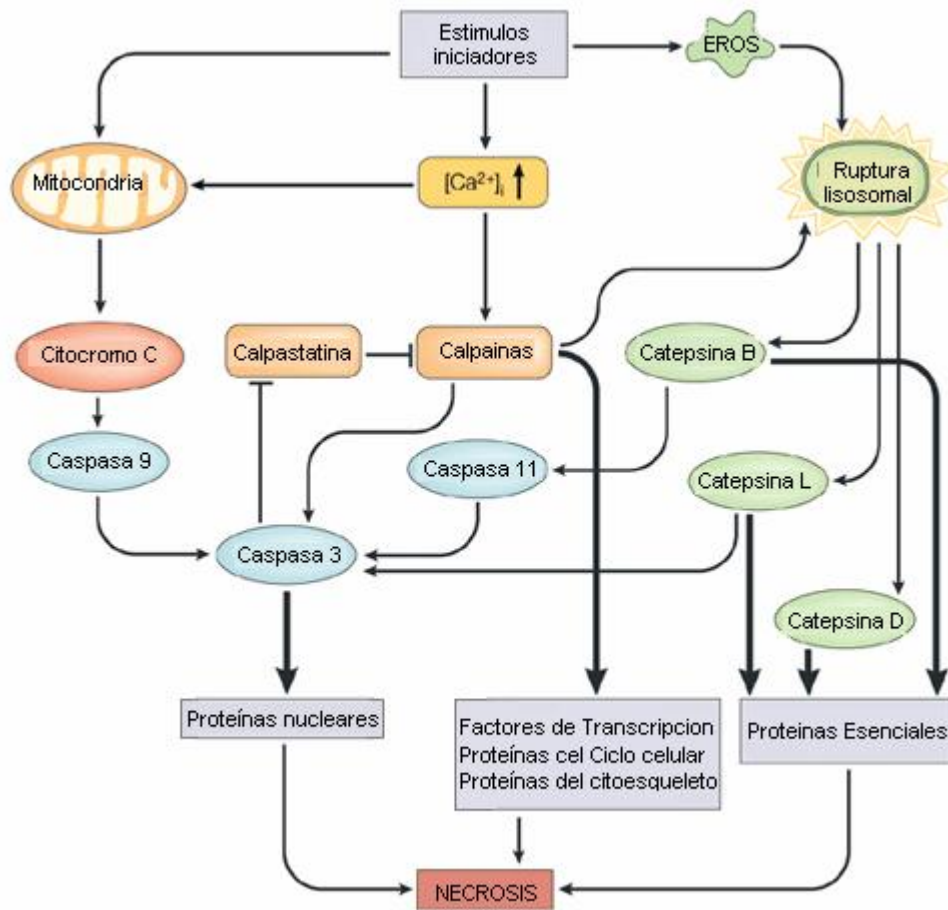 Estimulos
iniciadores
EROS
Mitocondria
[Ca²⁺]i
Ruptura
lisosomal
Citocromo C
Calpastatina
Calpainas
Catepsina B
Caspasa 9
Caspasa 11
Catepsina L
Caspasa 3
Catepsina D
Proteínas nucleares
Factores de Transcripcion
Proteínas cel Ciclo celular
Proteínas del citoesqueleto
Proteinas Esenciales
NECROSIS